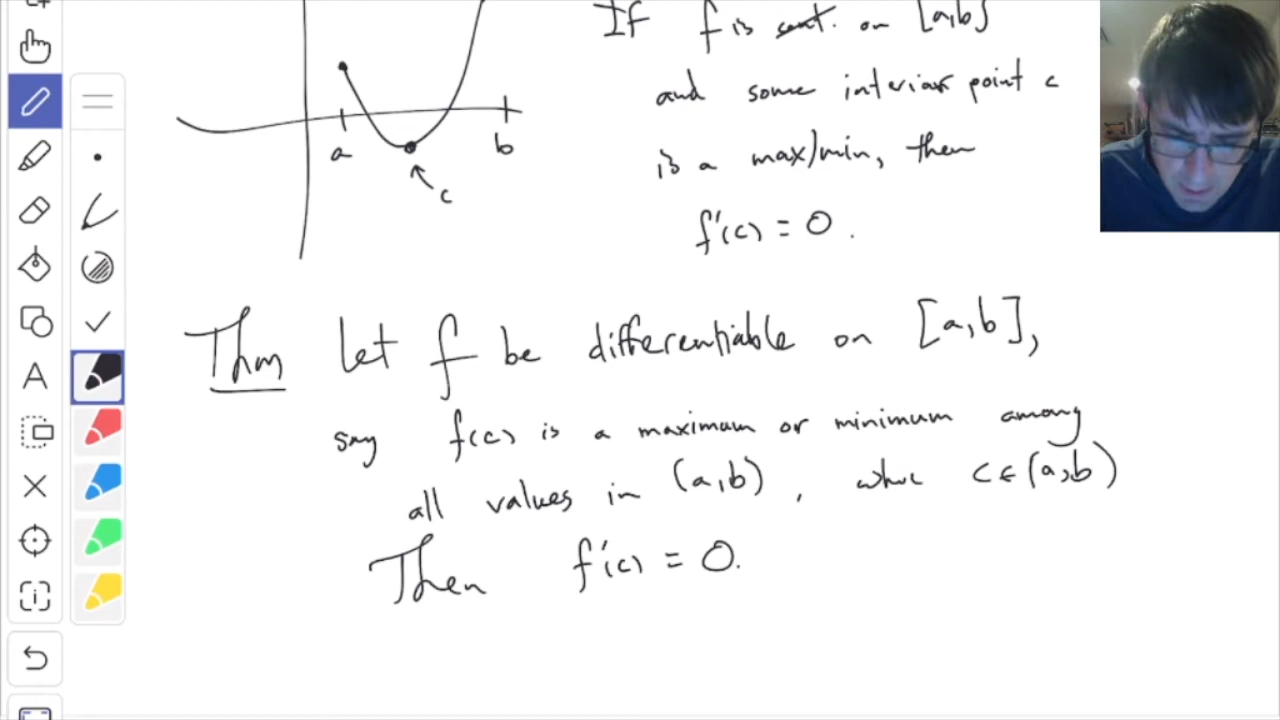 If f is cont. on [a,b]
and some interior point c
is a max/min, then
f'(c) = 0.
a
b
c
Thm Let f be differentiable on [a,b],
say f(c) is a maximum or minimum among
all values in (a,b), where c ∈ (a,b)
Then f'(c) = 0.
A